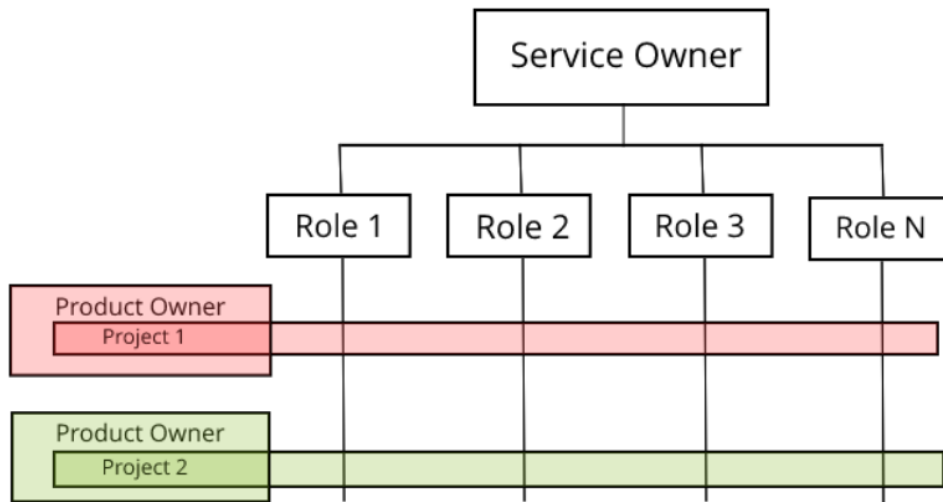 Service Owner
Role 1
Role 2
Role 3
Role N
Product Owner
Project 1
Product Owner
Project 2